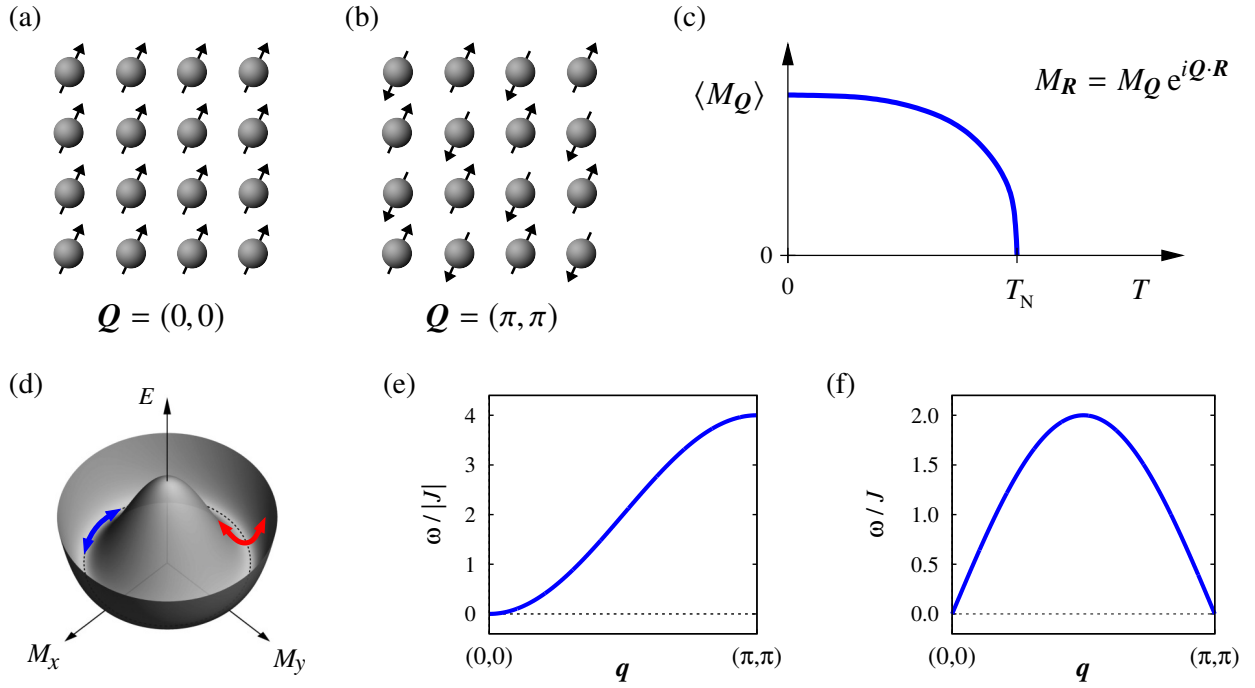 (a)
Q = (0, 0)
(b)
Q = (π, π)
(c)
⟨M_Q⟩
M_R = M_Q e^{iQ·R}
0
0
T_N
T
(d)
E
M_x
M_y
(e)
ω / |J|
4
3
2
1
0
(0,0)
q
(π,π)
(f)
ω / J
2.0
1.5
1.0
0.5
0.0
(0,0)
q
(π,π)